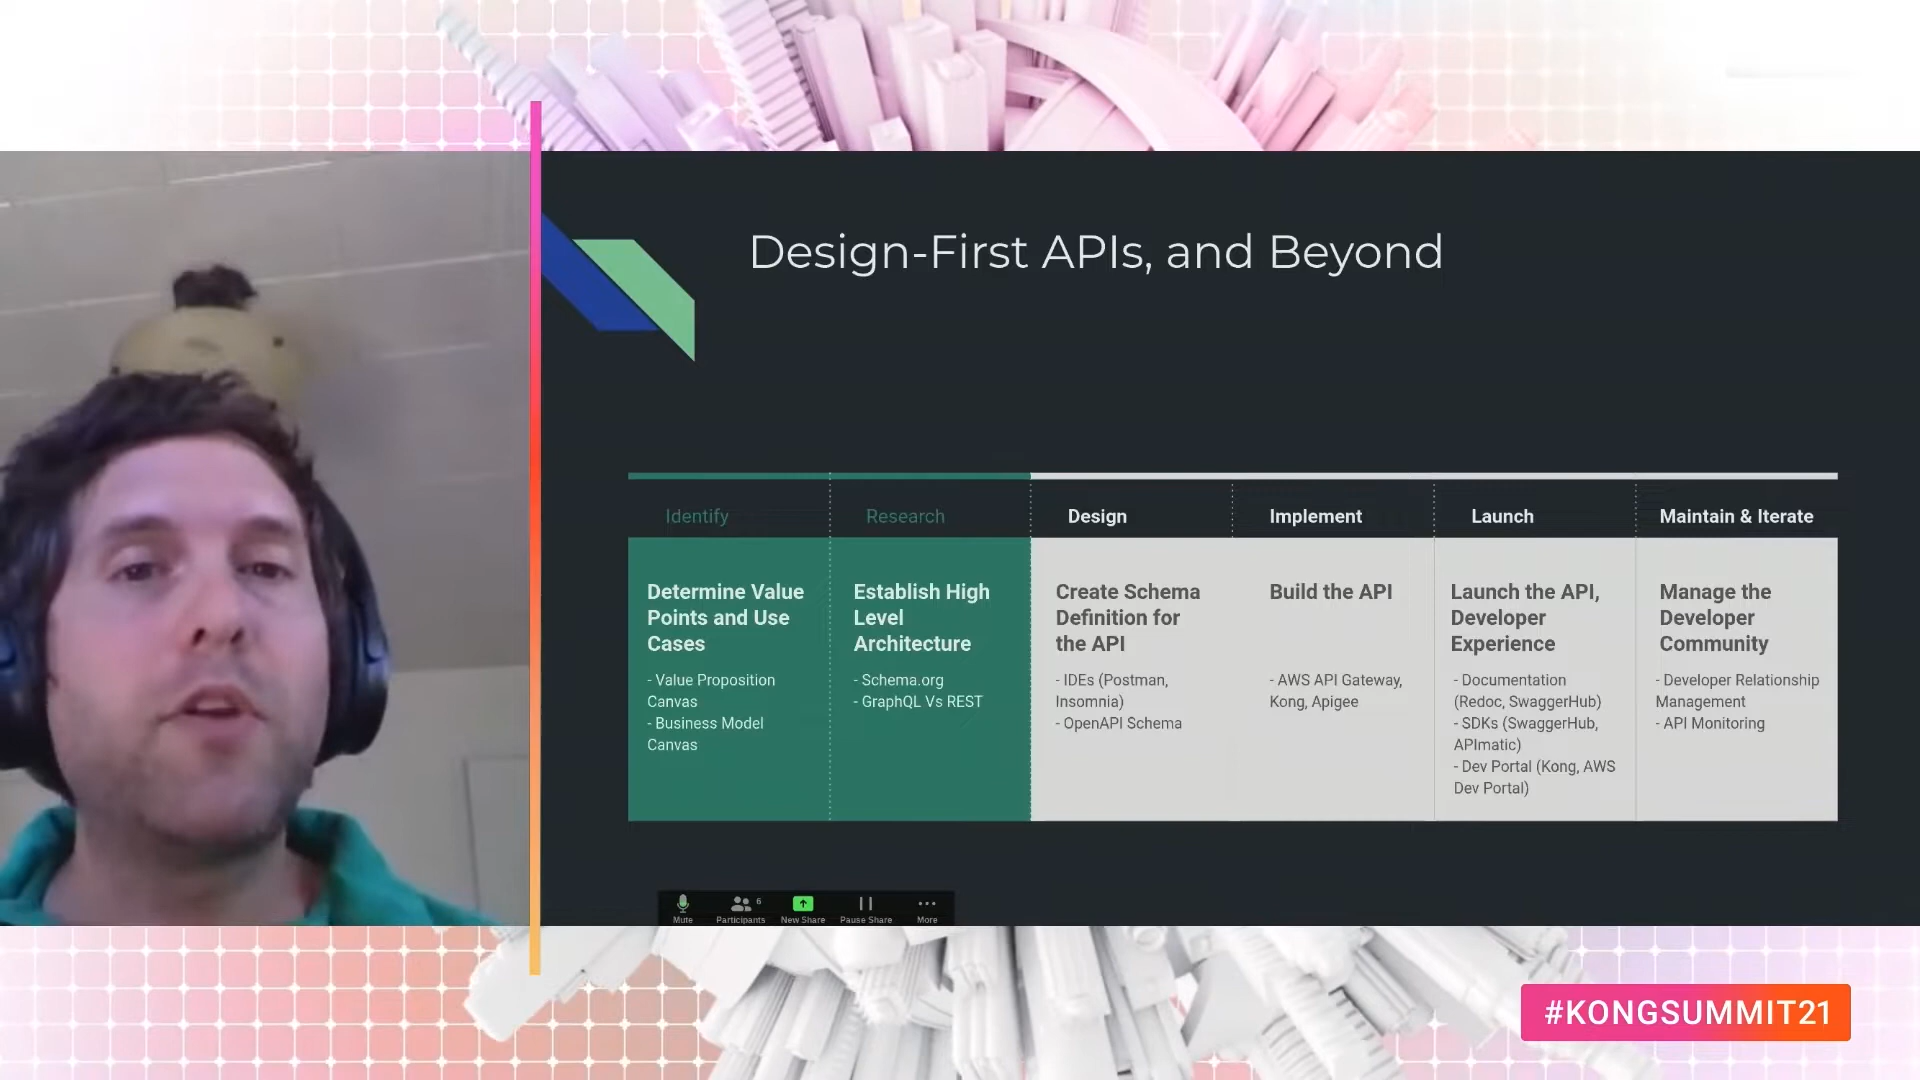 Design-First APIs, and Beyond
Identify
Research
Design
Implement
Launch
Maintain & Iterate
Determine Value
Points and Use
Cases
- Value Proposition
Canvas
- Business Model
Canvas
Establish High
Level
Architecture
- Schema.org
- GraphQL Vs REST
Create Schema
Definition for
the API
- IDEs (Postman,
Insomnia)
- OpenAPI Schema
Build the API
- AWS API Gateway,
Kong, Apigee
Launch the API,
Developer
Experience
- Documentation
(Redoc, SwaggerHub)
- SDKs (SwaggerHub,
APImatic)
- Dev Portal (Kong, AWS
Dev Portal)
Manage the
Developer
Community
- Developer Relationship
Management
- API Monitoring
6
Mute
Participants
New Share
Pause Share
More
#KONGSUMMIT21